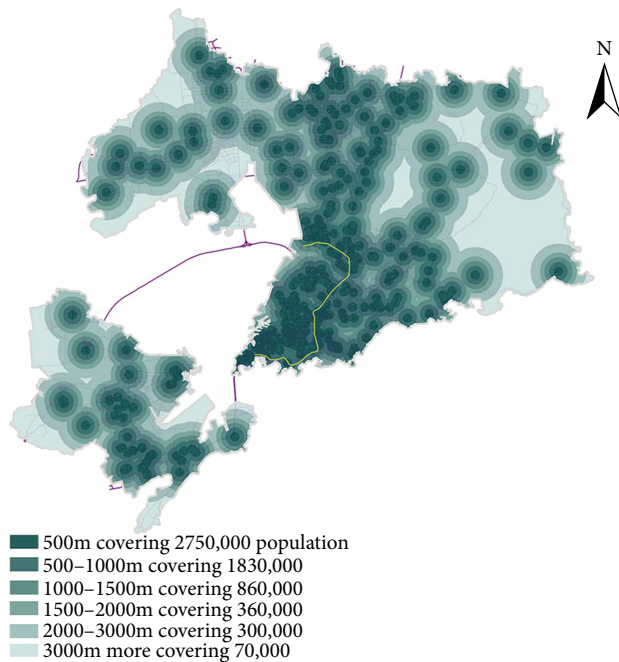 N
500m covering 2750,000 population
500–1000m covering 1830,000
1000–1500m covering 860,000
1500–2000m covering 360,000
2000–3000m covering 300,000
3000m more covering 70,000